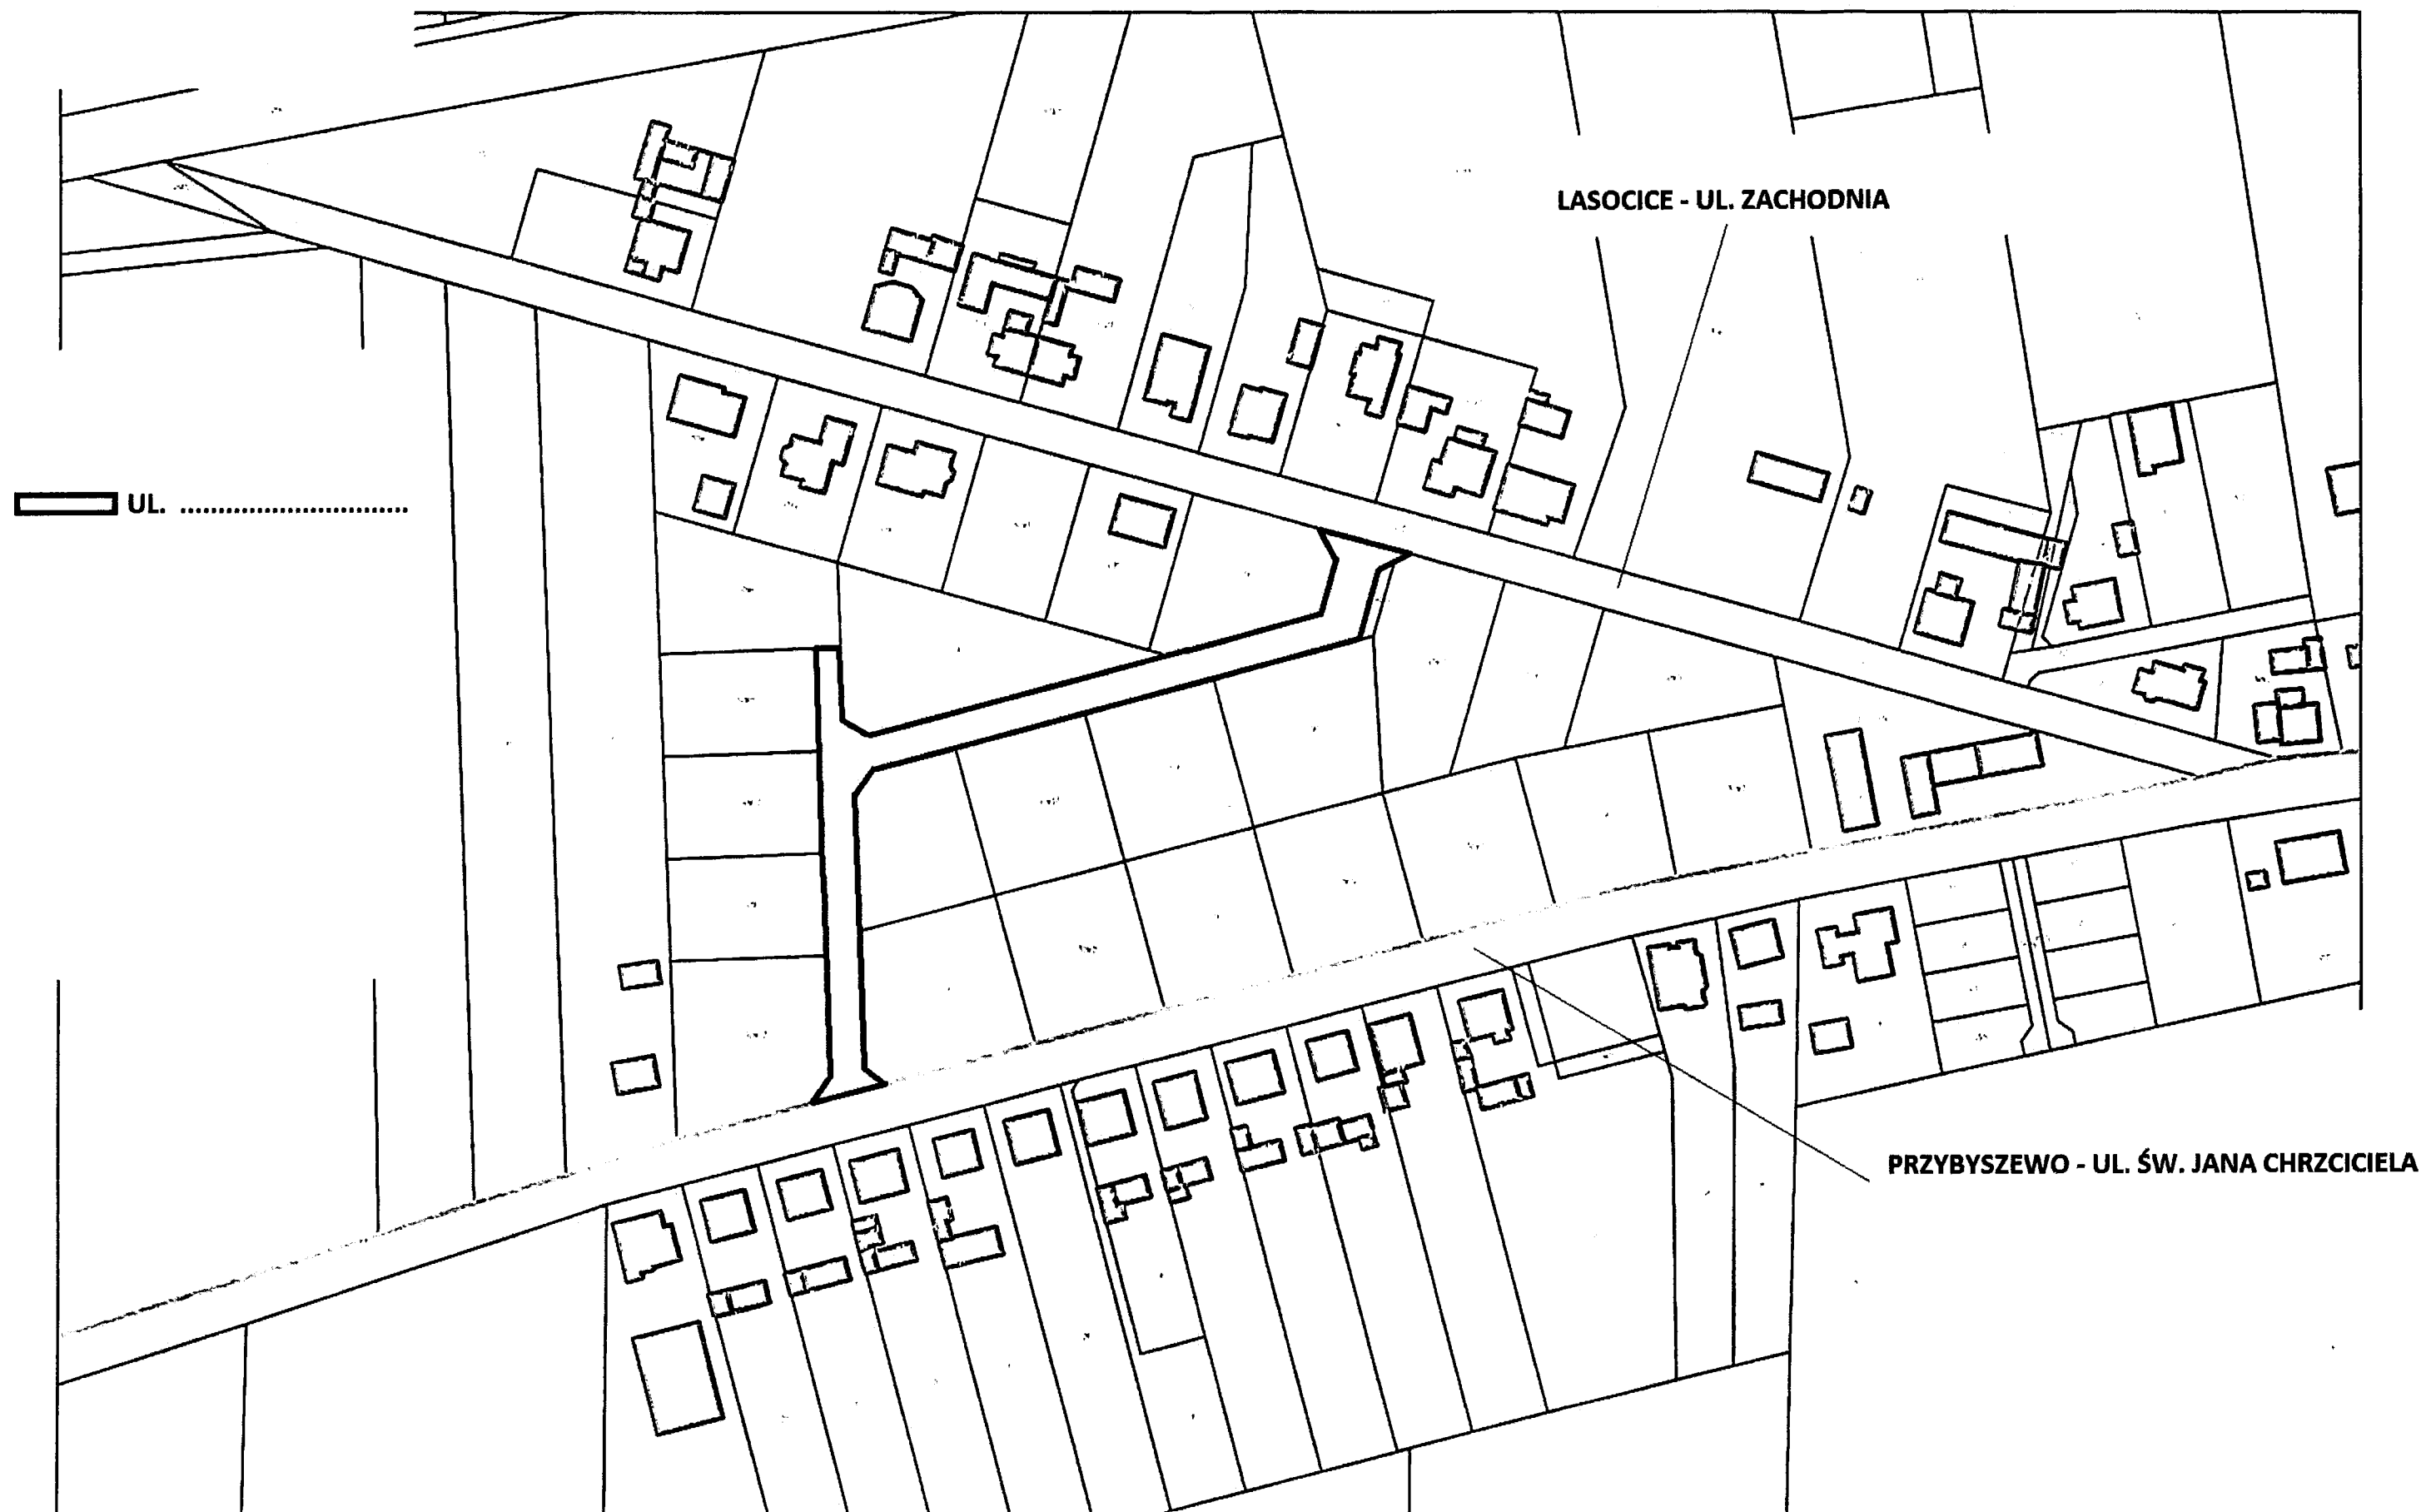 LASOCICE - UL. ZACHODNIA
UL. ..............................
PRZYBYSZEWO - UL. ŚW. JANA CHRZCICIELA